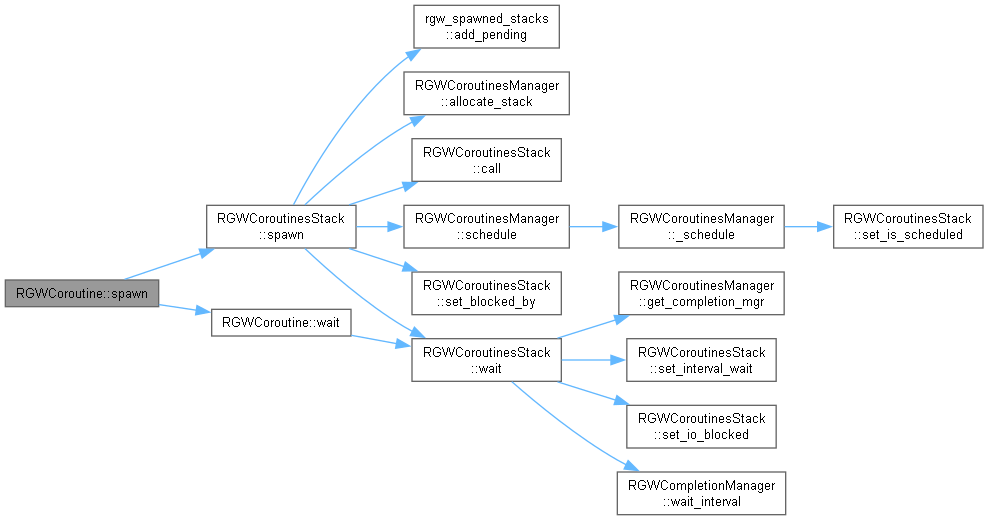 rgw_spawned_stacks
::add_pending
RGWCoroutinesManager
::allocate_stack
RGWCoroutinesStack
::call
RGWCoroutinesStack
::spawn
RGWCoroutinesManager
::schedule
RGWCoroutinesManager
::_schedule
RGWCoroutinesStack
::set_is_scheduled
RGWCoroutine::spawn
RGWCoroutinesStack
::set_blocked_by
RGWCoroutinesManager
::get_completion_mgr
RGWCoroutine::wait
RGWCoroutinesStack
::wait
RGWCoroutinesStack
::set_interval_wait
RGWCoroutinesStack
::set_io_blocked
RGWCompletionManager
::wait_interval